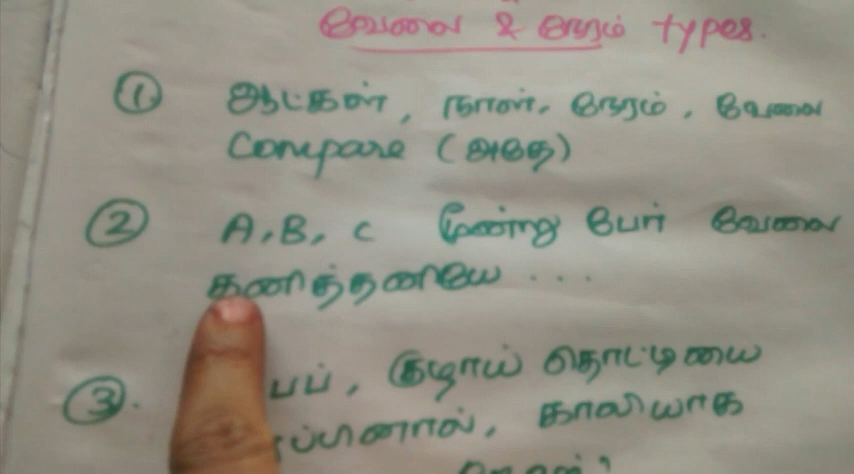 வேலை & நேரம் types.
① ஆட்கள், நாள், நேரம், வேலை
Compare (அதே)
② A, B, C மூன்று பேர் வேலை
தனித்தனியே ...
③. குழாய் தொட்டியை
காலியாக